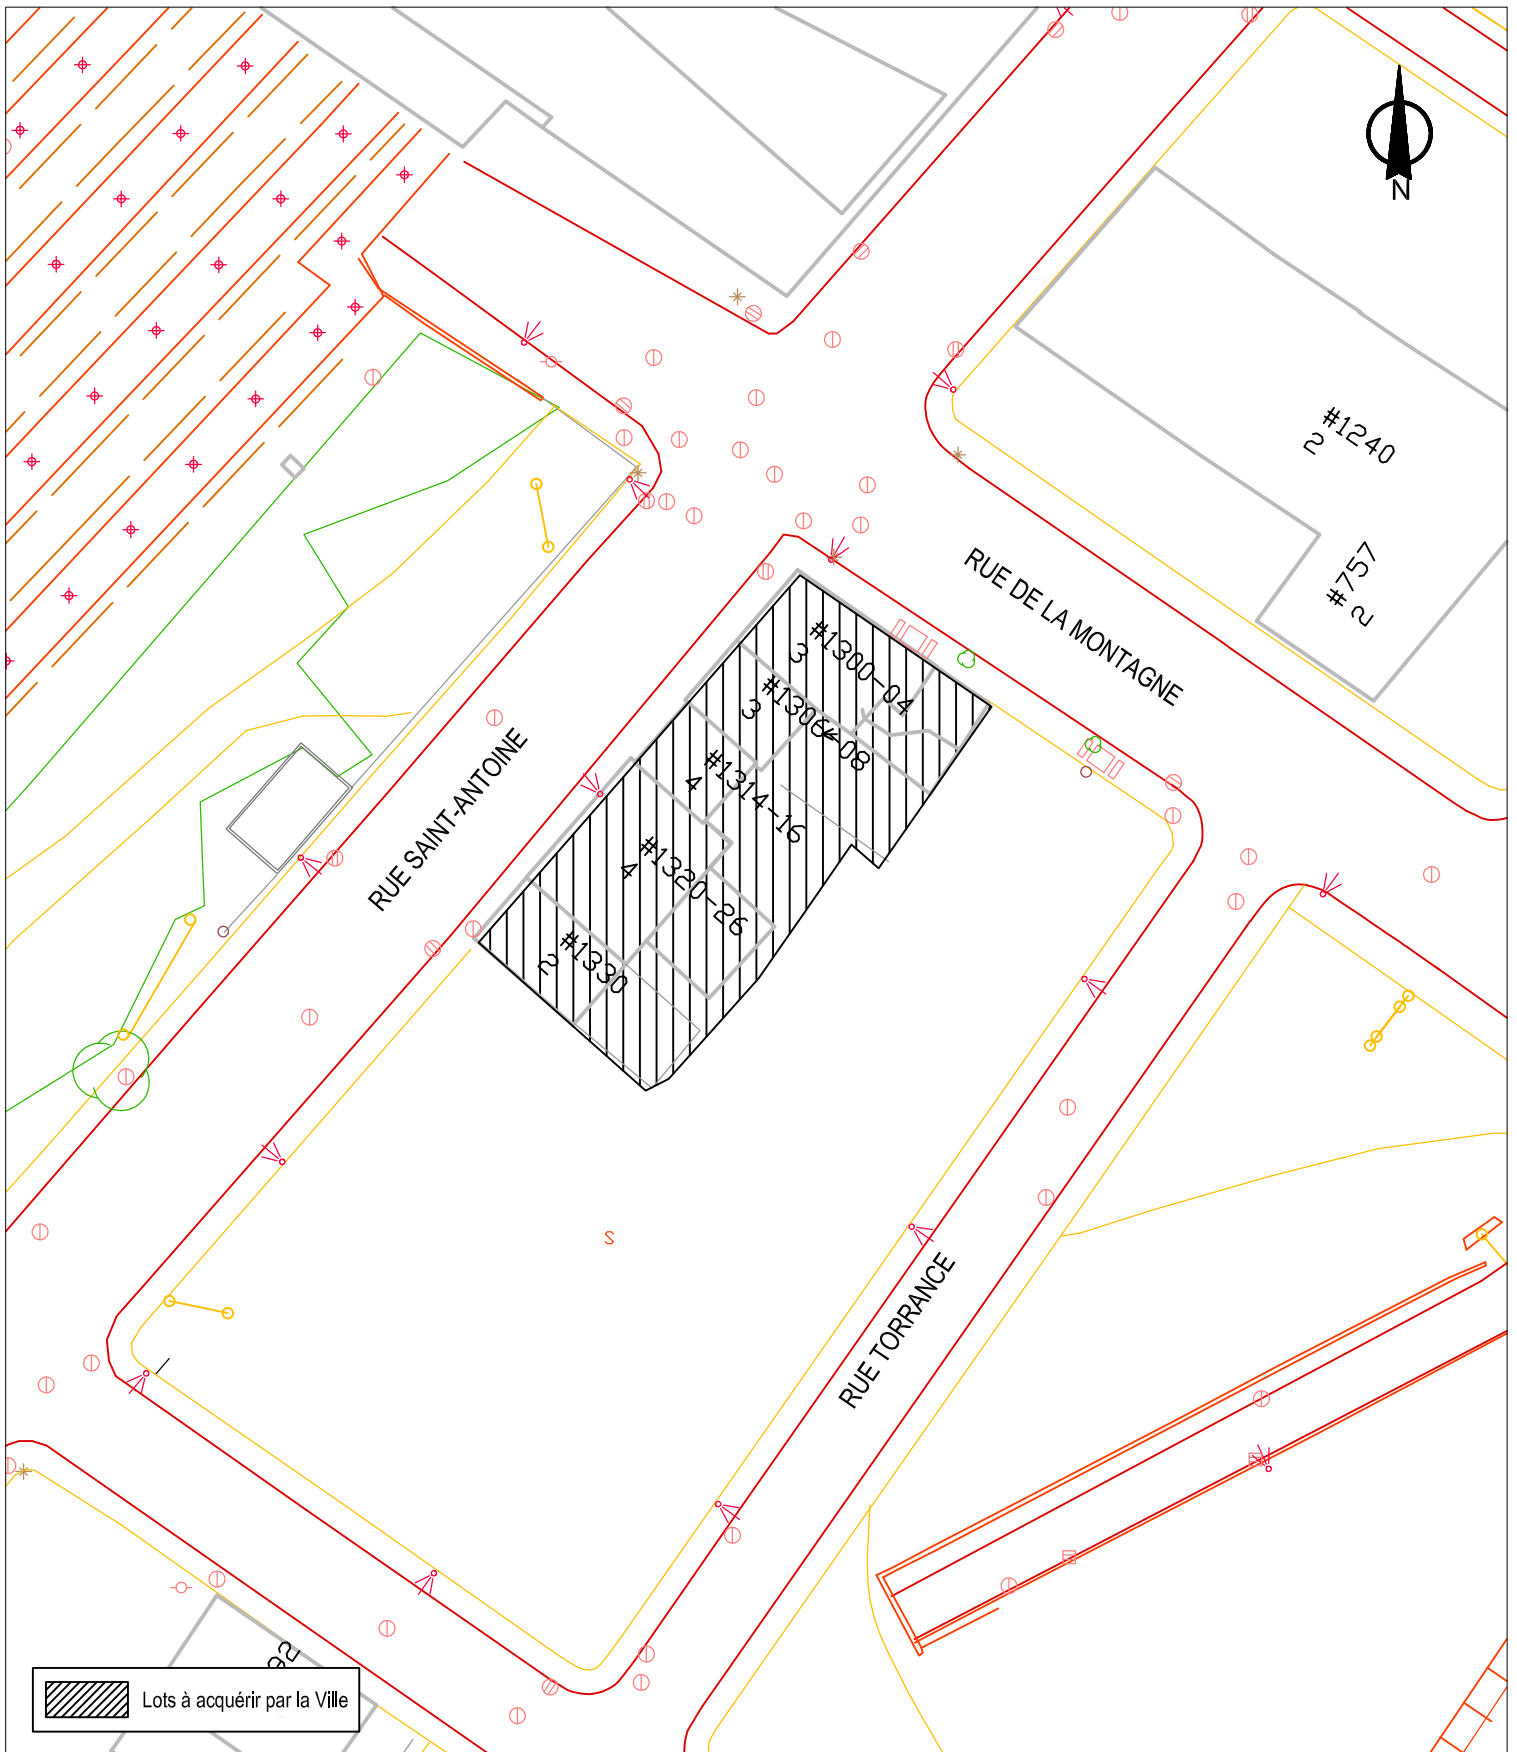 N
#1240
2
#757
2
RUE DE LA MONTAGNE
#1300-04
3
#1306-08
3
#1314-16
4
#1320-26
4
#1330
2
RUE SAINT-ANTOINE
RUE TORRANCE
S
Lots à acquérir par la Ville